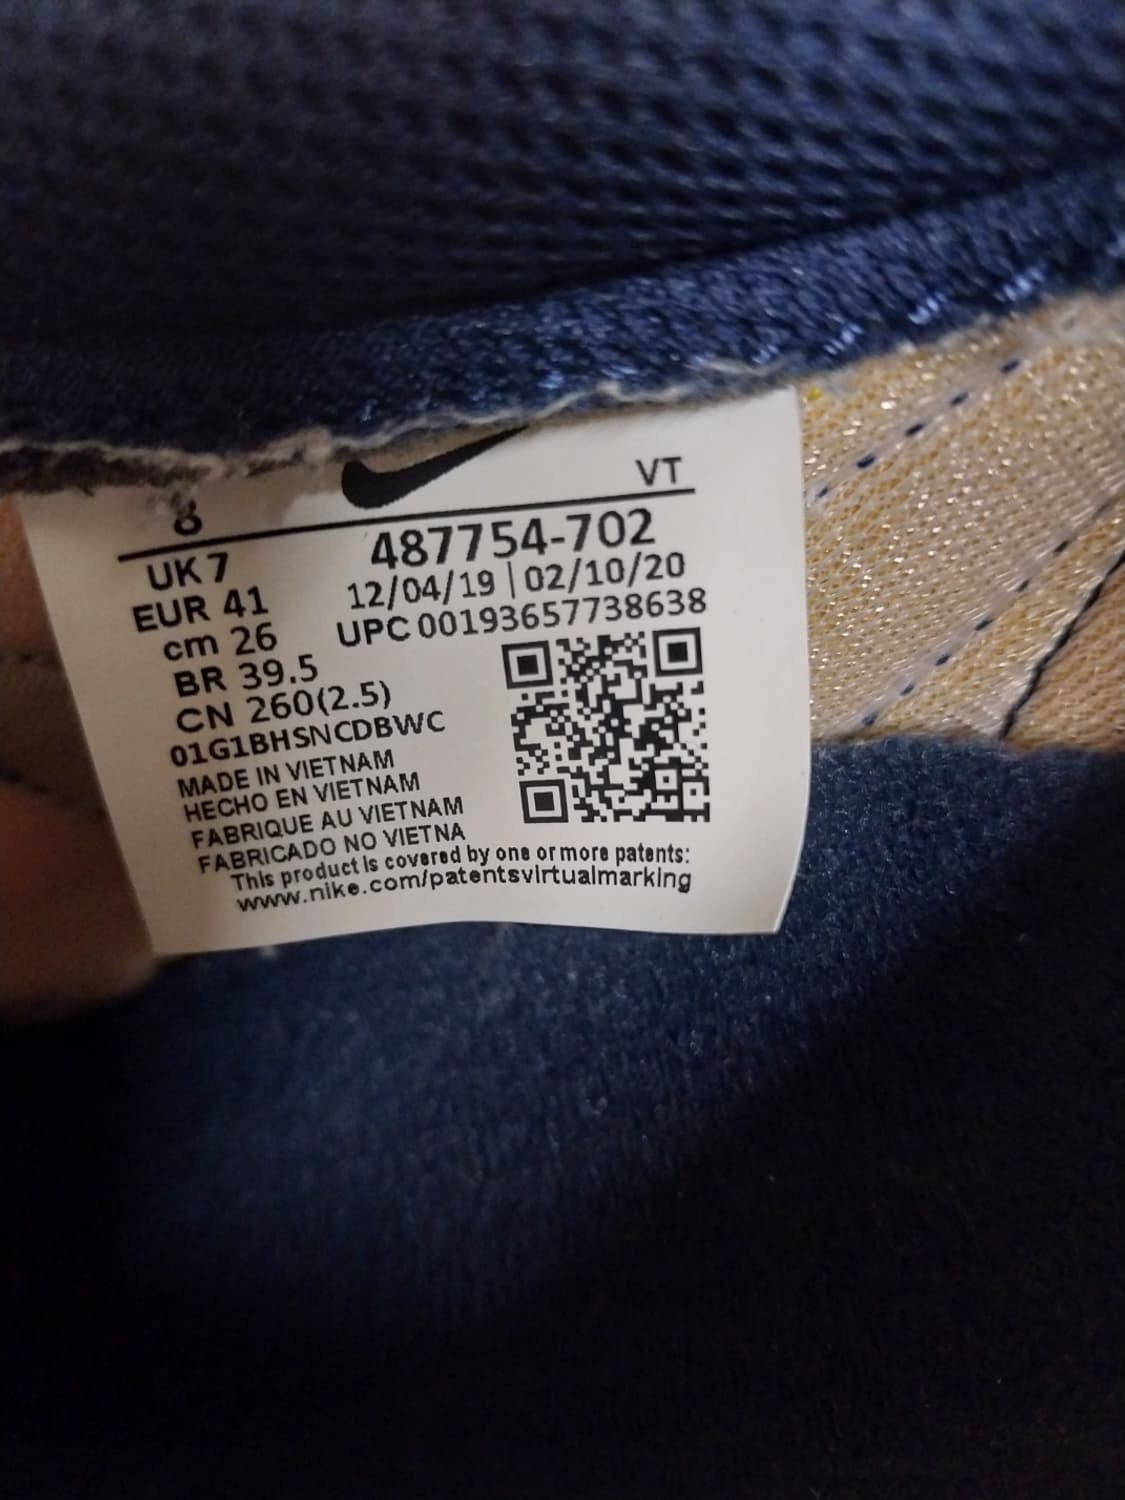 VT
8
487754-702
UK 7
12/04/19 | 02/10/20
EUR 41
UPC 00193657738638
cm 26
BR 39.5
CN 260(2.5)
01G1BHSNCDBWC
MADE IN VIETNAM
HECHO EN VIETNAM
FABRIQUE AU VIETNAM
FABRICADO NO VIETNA
This product is covered by one or more patents:
www.nike.com/patentsvirtualmarking